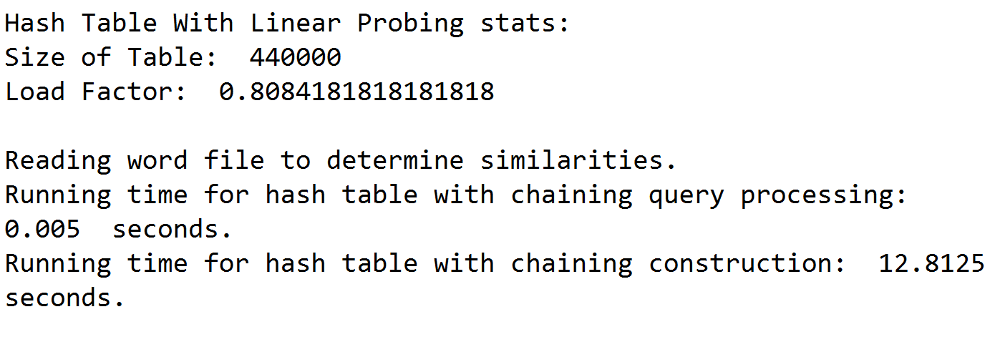 Hash Table With Linear Probing stats:
Size of Table:  440000
Load Factor:  0.8084181818181818
Reading word file to determine similarities.
Running time for hash table with chaining query processing:
0.005  seconds.
Running time for hash table with chaining construction:  12.8125
seconds.